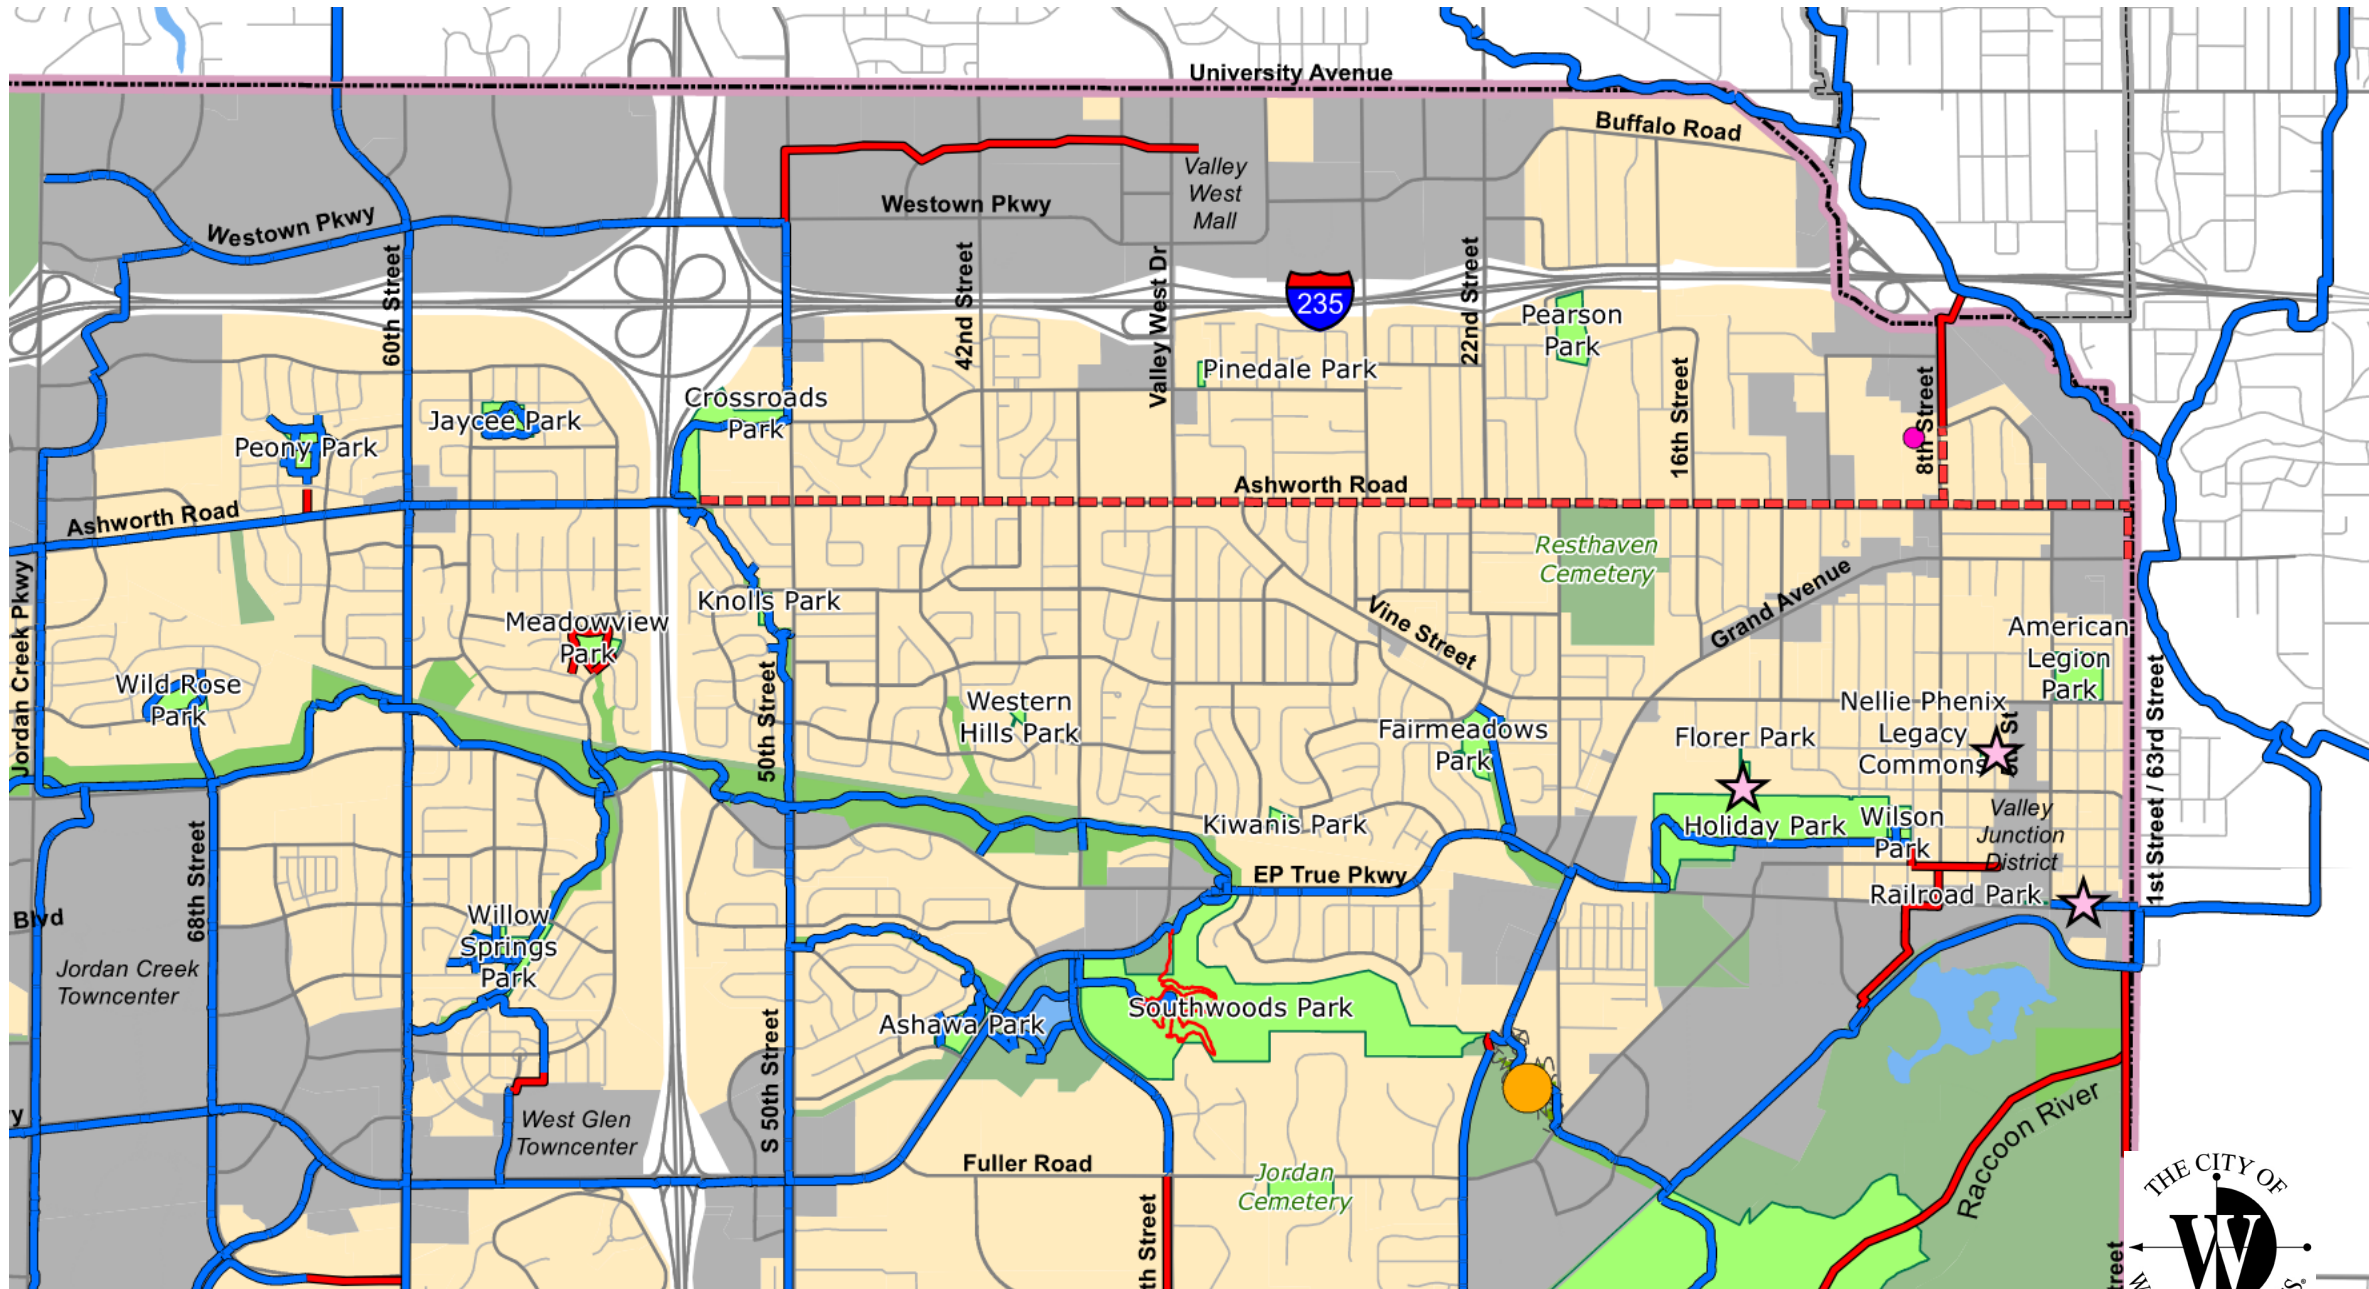 University Avenue
Buffalo Road
Valley
West
Mall
Westown Pkwy
Westown Pkwy
60th Street
42nd Street
Valley West Dr
22nd Street
235
Pearson
Park
Pinedale Park
16th Street
8th Street
Crossroads
Park
Jaycee Park
Peony Park
Ashworth Road
Ashworth Road
Resthaven
Cemetery
Grand Avenue
Vine Street
Jordan Creek Pkwy
Knolls Park
Meadowview
Park
American
Legion
Park
Wild Rose
Park
50th Street
Western
Hills Park
Fairmeadows
Park
Florer Park
Nellie Phenix
Legacy
Commons
St
1st Street / 63rd Street
Kiwanis Park
Holiday Park
Wilson
Park
Valley
Junction
District
EP True Pkwy
Railroad Park
68th Street
Blvd
Willow
Springs
Park
Jordan Creek
Towncenter
Southwoods Park
Ashawa Park
S 50th Street
West Glen
Towncenter
Fuller Road
Jordan
Cemetery
th Street
Raccoon River
THE CITY OF
W